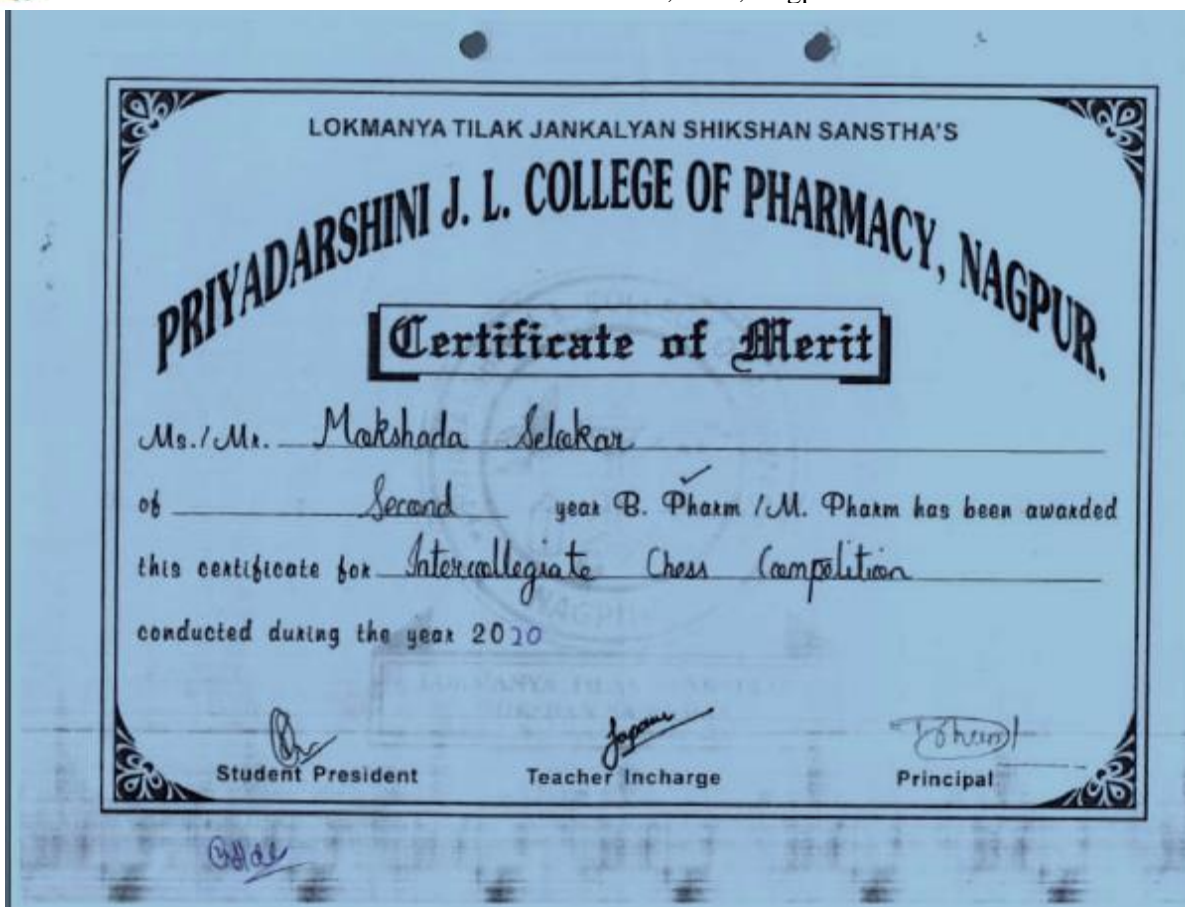 LOKMANYA TILAK JANKALYAN SHIKSHAN SANSTHA'S
PRIYADARSHINI J. L. COLLEGE OF PHARMACY, NAGPUR.
Certificate of Merit
Ms./Mr. Mokshada Selokar
of Second year B. Pharm ✓ / M. Pharm has been awarded
this certificate for Intercollegiate Chess Competition
conducted during the year 2020
Student President Teacher Incharge Principal